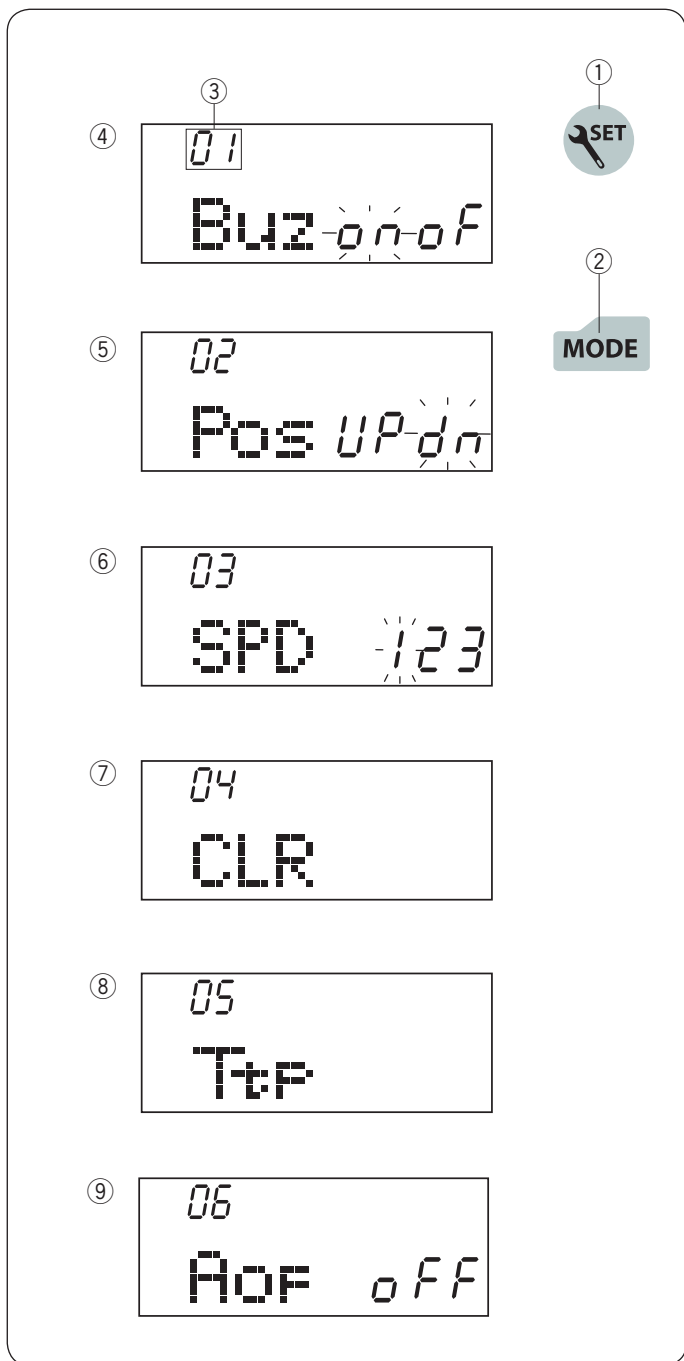 ③
①
④
01
SET
Buz on oF
②
⑤
02
MODE
Pos UP dn
⑥
03
SPD 123
⑦
04
CLR
⑧
05
Ttp
⑨
06
Aof oFF